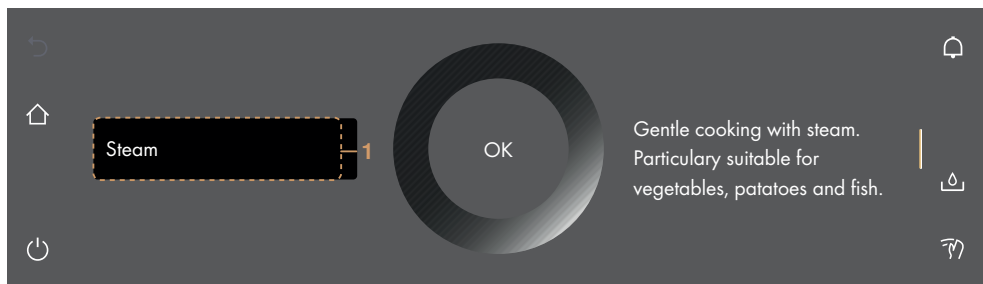 Steam
1
OK
Gentle cooking with steam.
Particulary suitable for
vegetables, patatoes and fish.